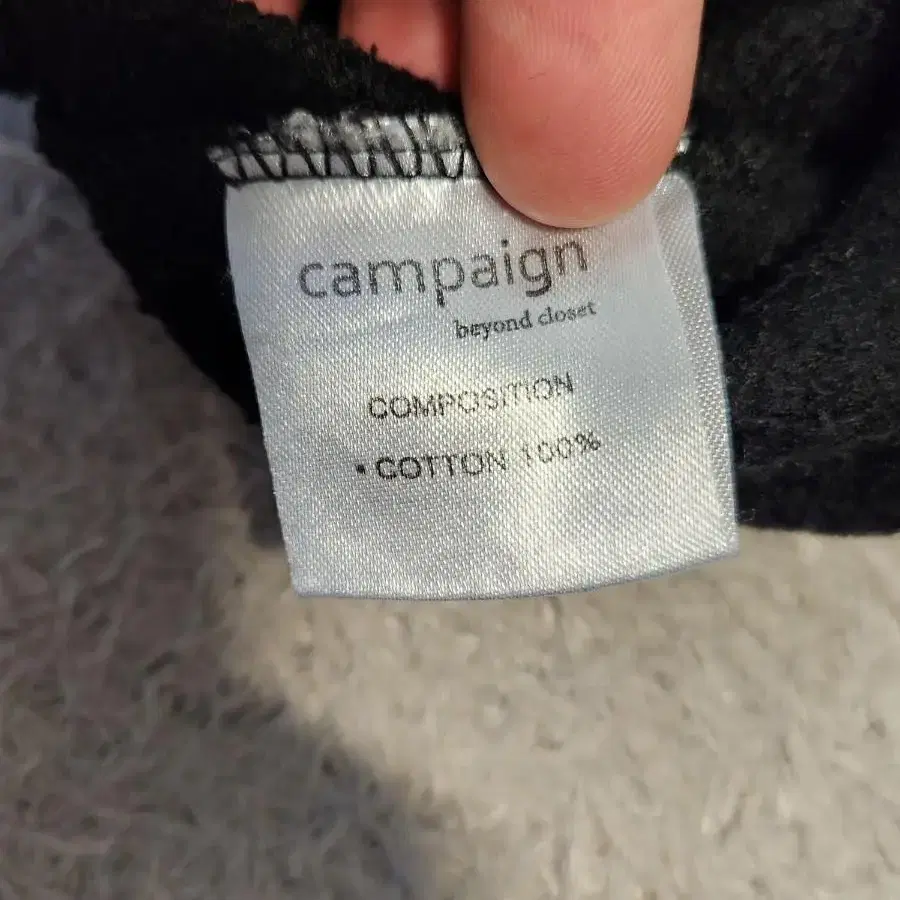 campaign
beyond closet
COMPOSITION
• COTTON 100%